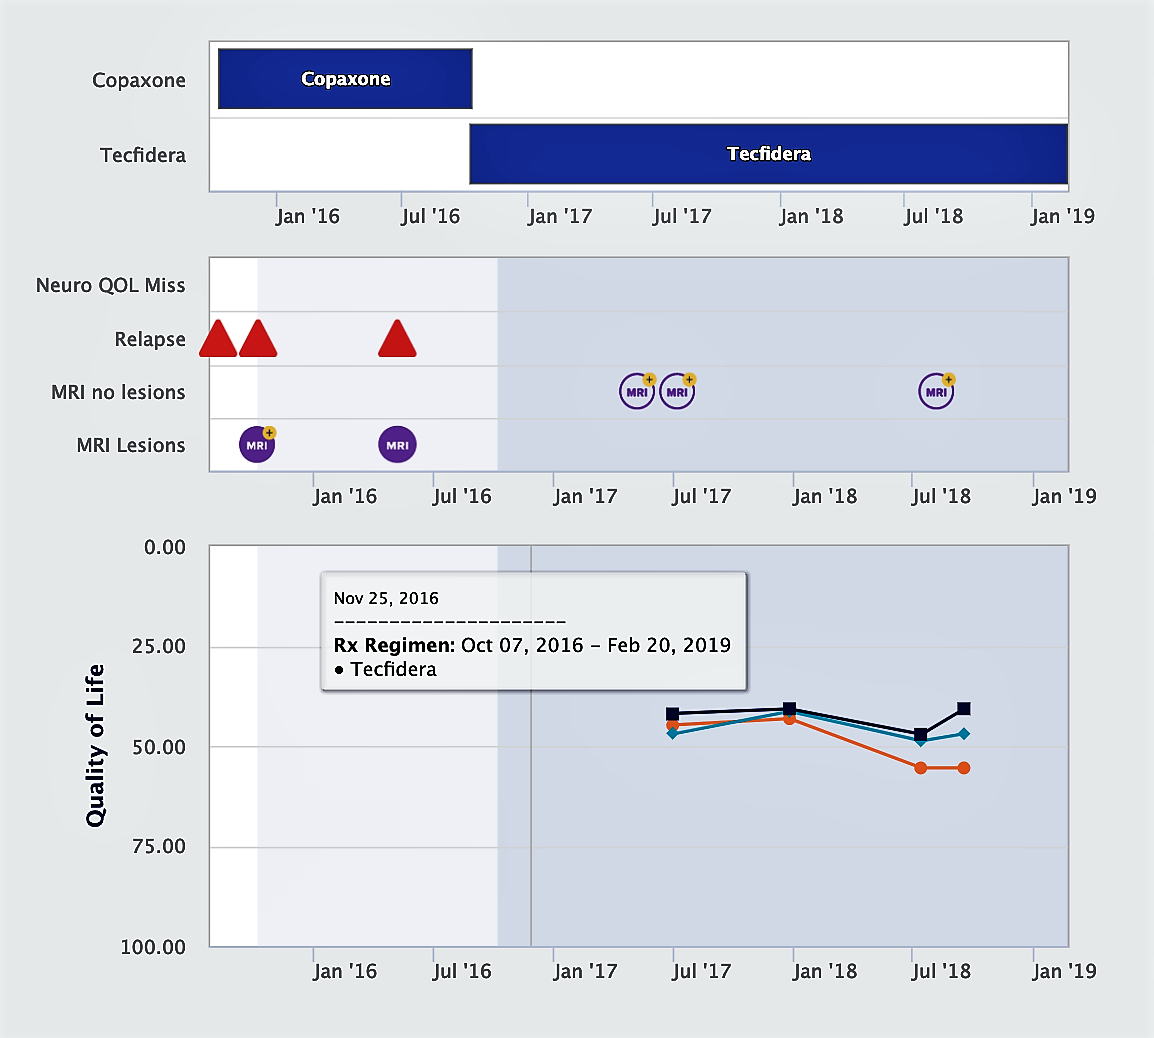 Copaxone
Copaxone
Tecfidera
Tecfidera
Jan '16 Jul '16 Jan '17 Jul '17 Jan '18 Jul '18 Jan '19
Neuro QOL Miss
Relapse
MRI no lesions
MRI + MRI + MRI +
MRI Lesions
MRI + MRI
Jan '16 Jul '16 Jan '17 Jul '17 Jan '18 Jul '18 Jan '19
Quality of Life
0.00
25.00
50.00
75.00
100.00
Nov 25, 2016
---------------------
Rx Regimen: Oct 07, 2016 – Feb 20, 2019
● Tecfidera
Jan '16 Jul '16 Jan '17 Jul '17 Jan '18 Jul '18 Jan '19